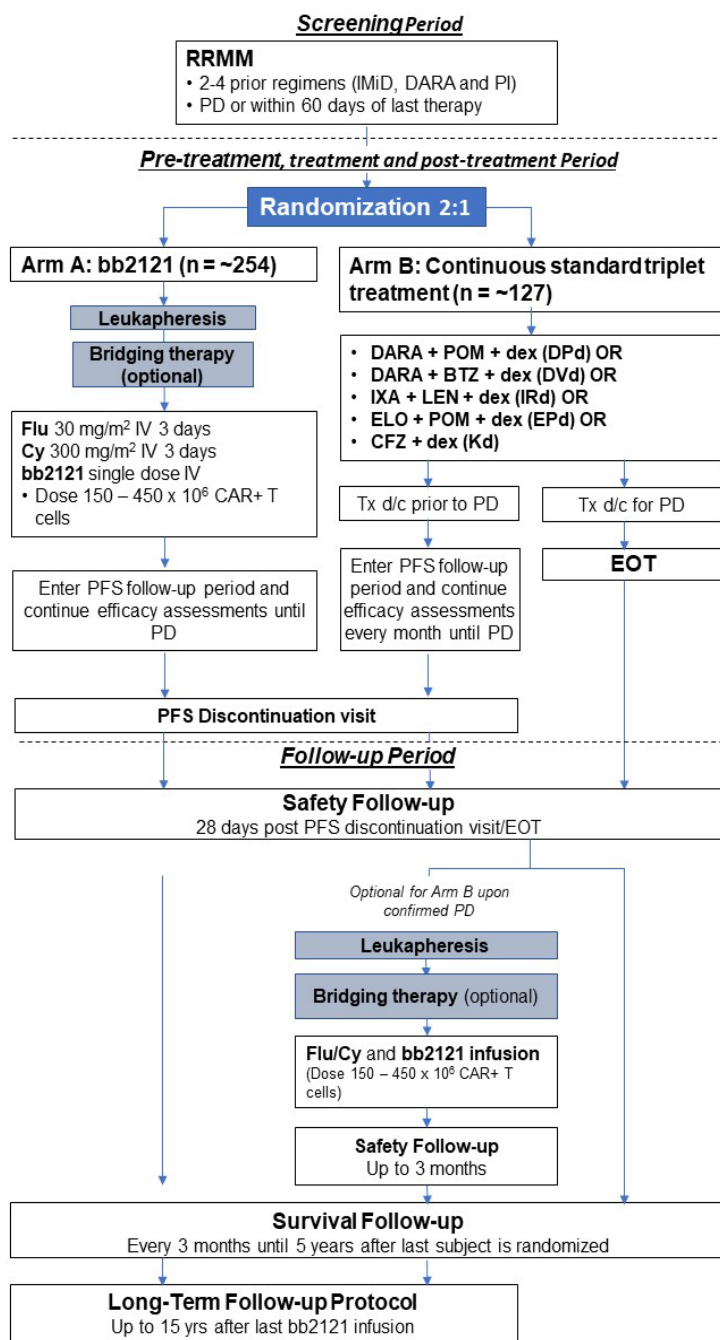 Screening Period
RRMM
• 2-4 prior regimens (IMiD, DARA and PI)
• PD or within 60 days of last therapy
Pre-treatment, treatment and post-treatment Period
Randomization 2:1
Arm A: bb2121 (n = ~254)
Leukapheresis
Bridging therapy
(optional)
Flu 30 mg/m² IV 3 days
Cy 300 mg/m² IV 3 days
bb2121 single dose IV
• Dose 150 – 450 x 10⁶ CAR+ T
cells
Enter PFS follow-up period and
continue efficacy assessments until
PD
Arm B: Continuous standard triplet
treatment (n = ~127)
• DARA + POM + dex (DPd) OR
• DARA + BTZ + dex (DVd) OR
• IXA + LEN + dex (IRd) OR
• ELO + POM + dex (EPd) OR
• CFZ + dex (Kd)
Tx d/c prior to PD
Enter PFS follow-up
period and continue
efficacy assessments
every month until PD
Tx d/c for PD
EOT
PFS Discontinuation visit
Follow-up Period
Safety Follow-up
28 days post PFS discontinuation visit/EOT
Optional for Arm B upon
confirmed PD
Leukapheresis
Bridging therapy (optional)
Flu/Cy and bb2121 infusion
(Dose 150 – 450 x 10⁶ CAR+ T
cells)
Safety Follow-up
Up to 3 months
Survival Follow-up
Every 3 months until 5 years after last subject is randomized
Long-Term Follow-up Protocol
Up to 15 yrs after last bb2121 infusion